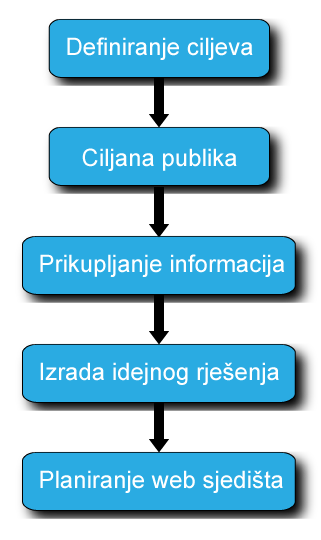 Definiranje ciljeva
Ciljana publika
Prikupljanje informacija
Izrada idejnog rješenja
Planiranje web sjedišta